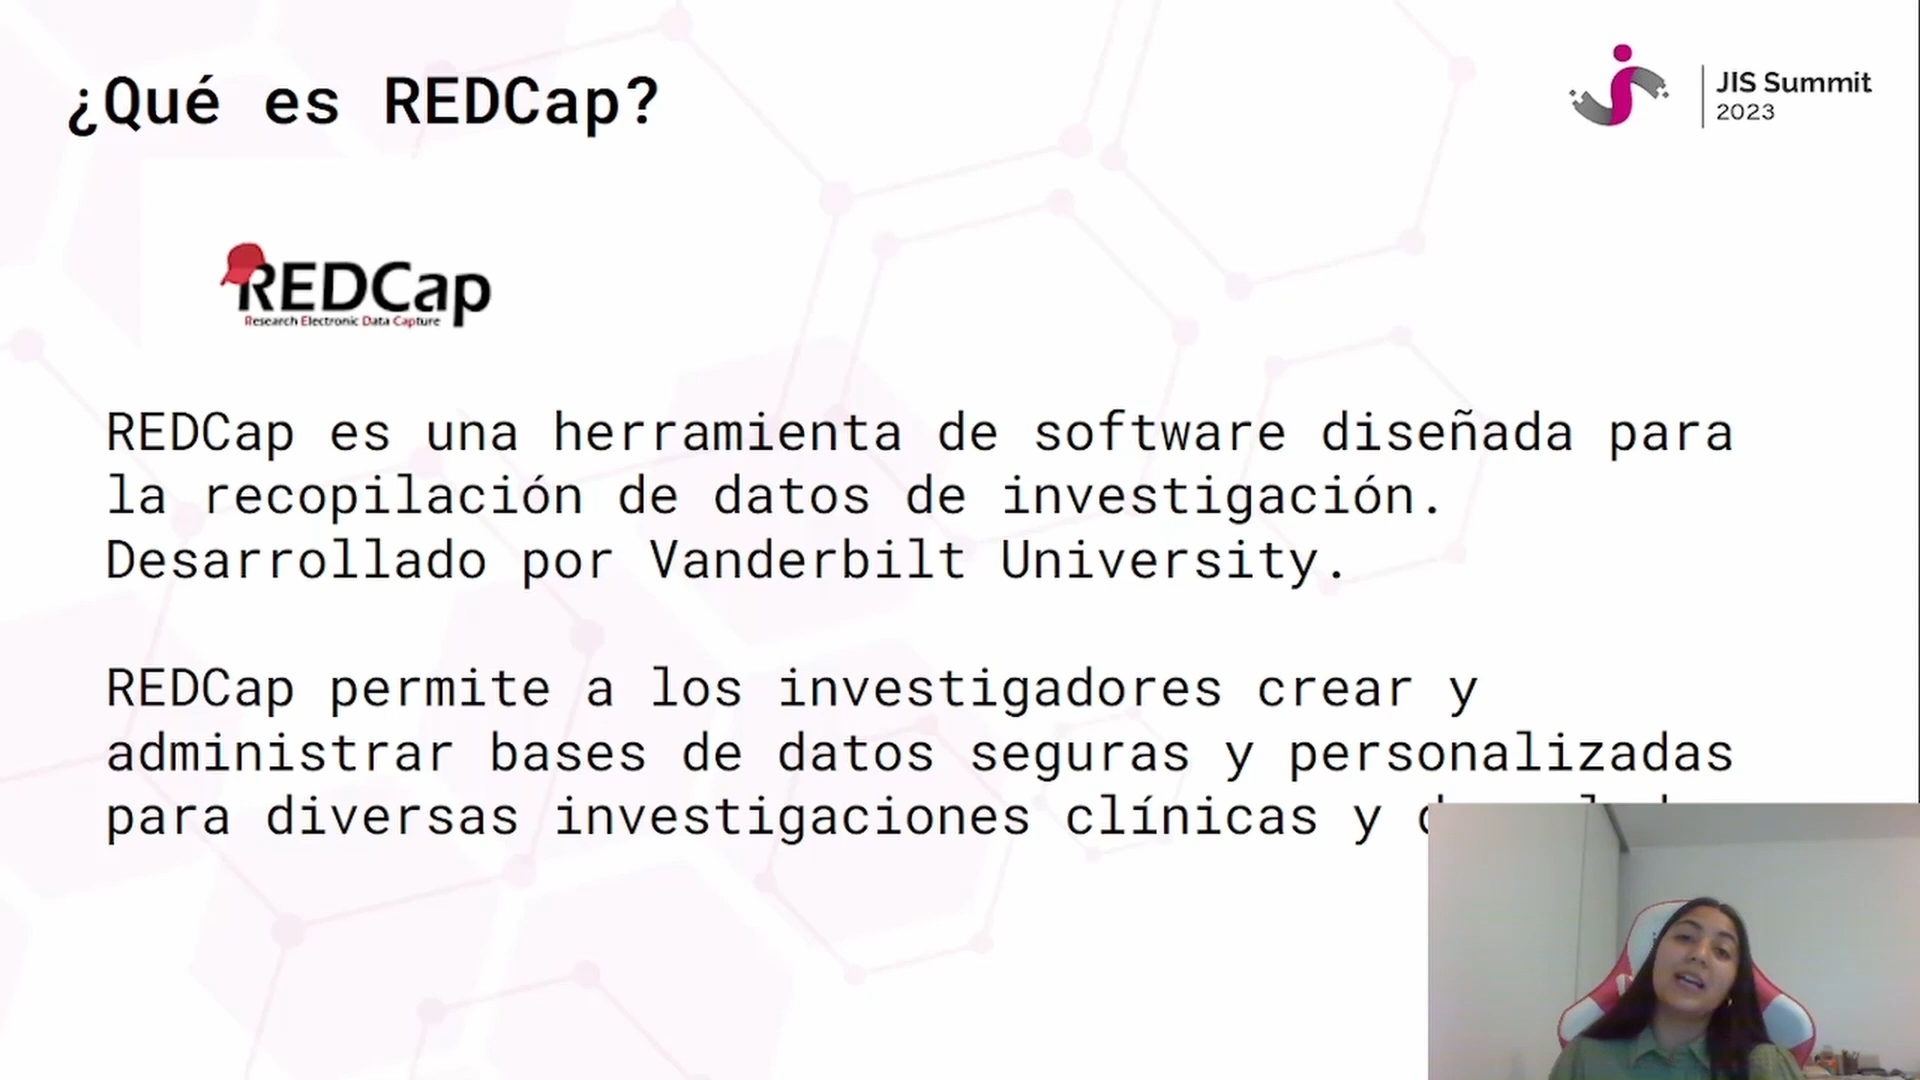 ¿Qué es REDCap?
JIS Summit
2023
REDCap
Research Electronic Data Capture
REDCap es una herramienta de software diseñada para
la recopilación de datos de investigación.
Desarrollado por Vanderbilt University.
REDCap permite a los investigadores crear y
administrar bases de datos seguras y personalizadas
para diversas investigaciones clínicas y